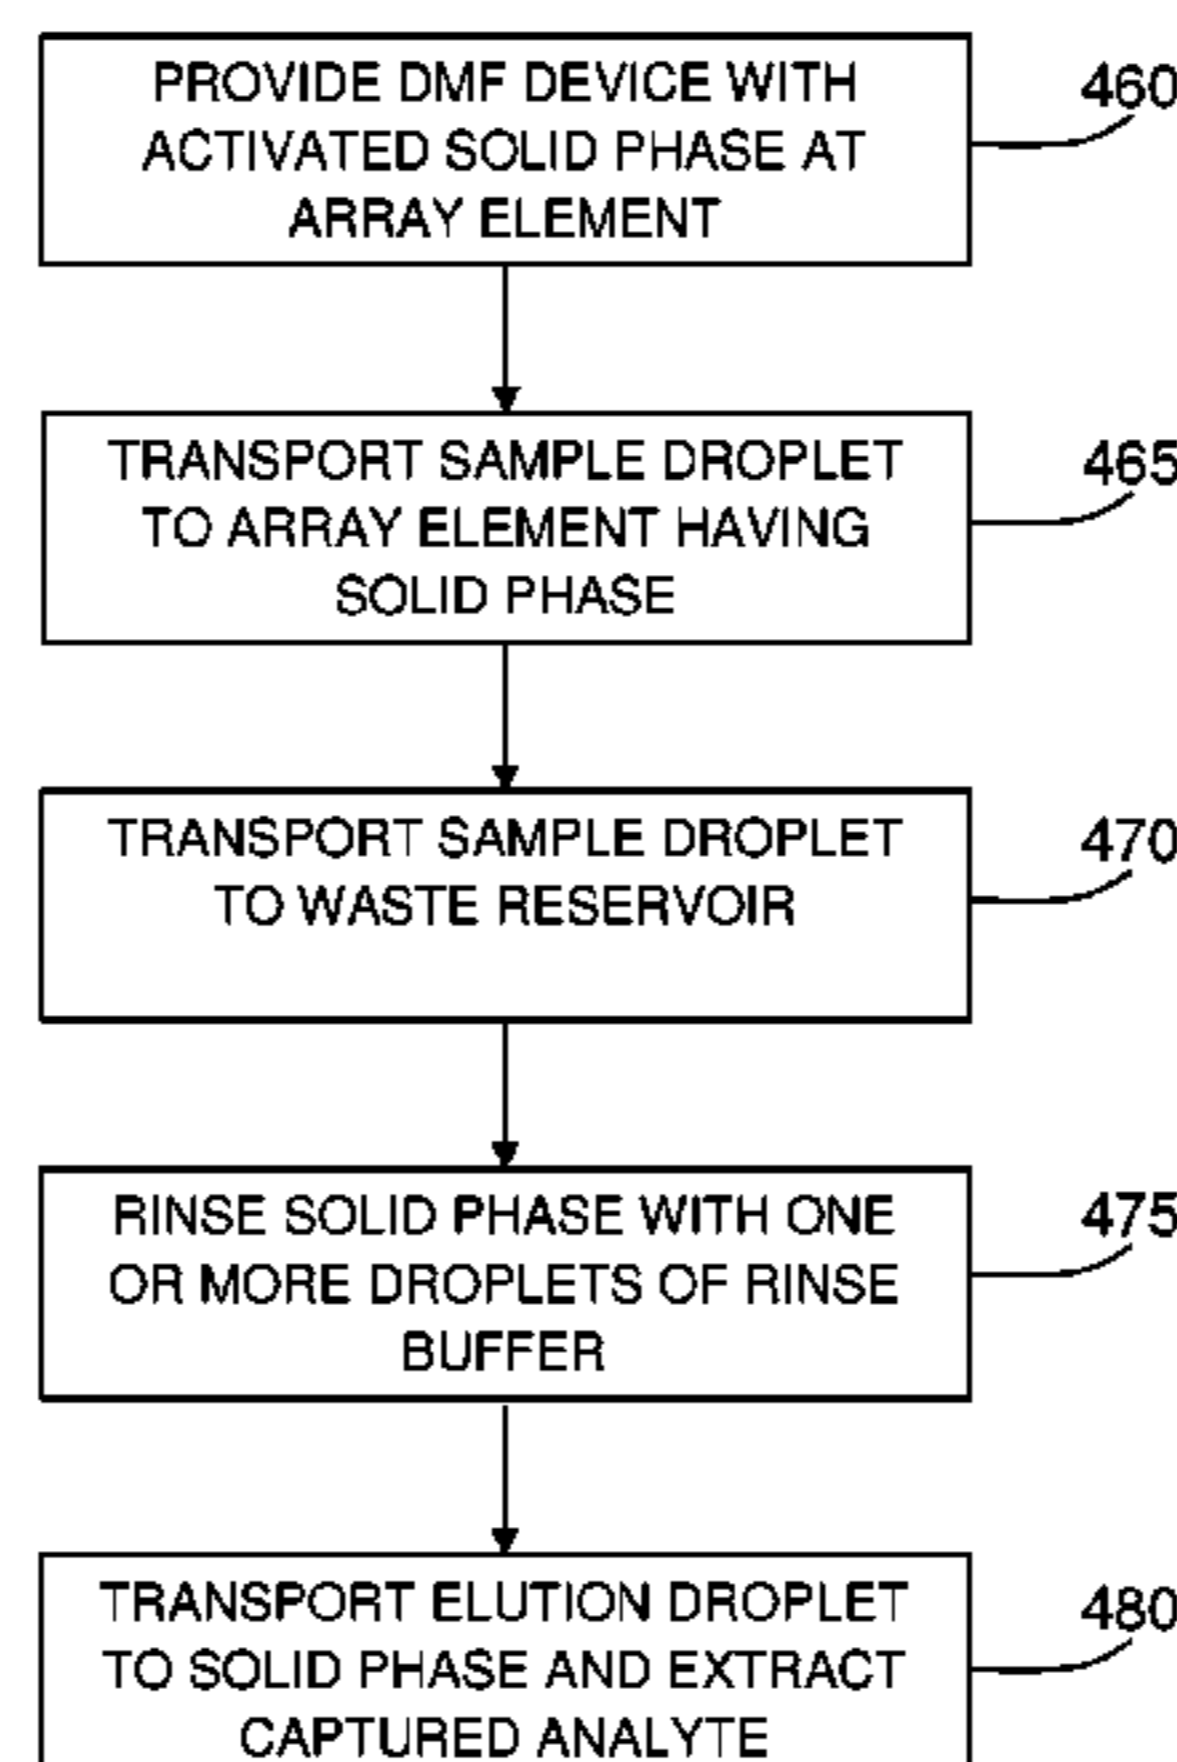 PROVIDE DMF DEVICE WITH
ACTIVATED SOLID PHASE AT
ARRAY ELEMENT
460
TRANSPORT SAMPLE DROPLET
TO ARRAY ELEMENT HAVING
SOLID PHASE
465
TRANSPORT SAMPLE DROPLET
TO WASTE RESERVOIR
470
RINSE SOLID PHASE WITH ONE
OR MORE DROPLETS OF RINSE
BUFFER
475
TRANSPORT ELUTION DROPLET
TO SOLID PHASE AND EXTRACT
CAPTURED ANALYTE
480